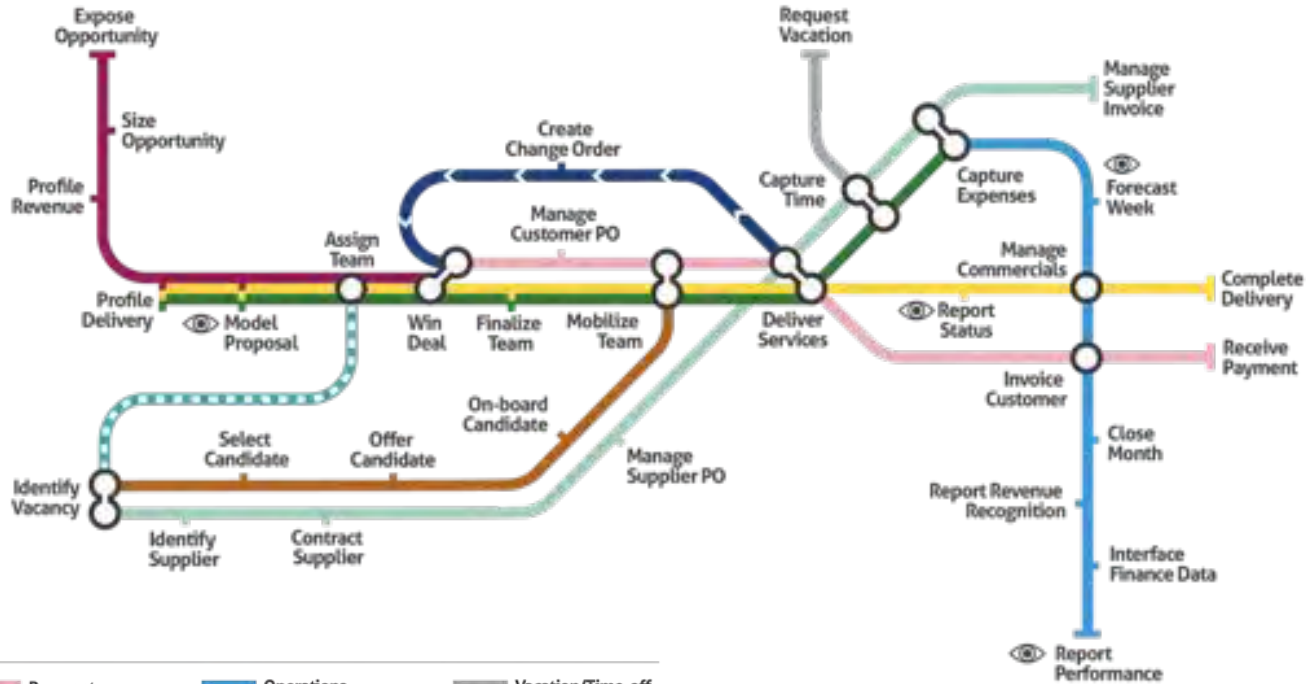 Expose
Opportunity
Request
Vacation
Manage
Supplier
Invoice
Size
Opportunity
Create
Change Order
Capture
Time
Capture
Expenses
Forecast
Week
Profile
Revenue
Manage
Customer PO
Assign
Team
Manage
Commercials
Complete
Delivery
Profile
Delivery
Model
Proposal
Win
Deal
Finalize
Team
Mobilize
Team
Deliver
Services
Report
Status
Receive
Payment
Invoice
Customer
On-board
Candidate
Select
Candidate
Offer
Candidate
Close
Month
Manage
Supplier PO
Identify
Vacancy
Report Revenue
Recognition
Identify
Supplier
Contract
Supplier
Interface
Finance Data
Report
Performance
Operations
Vacation/Time-off